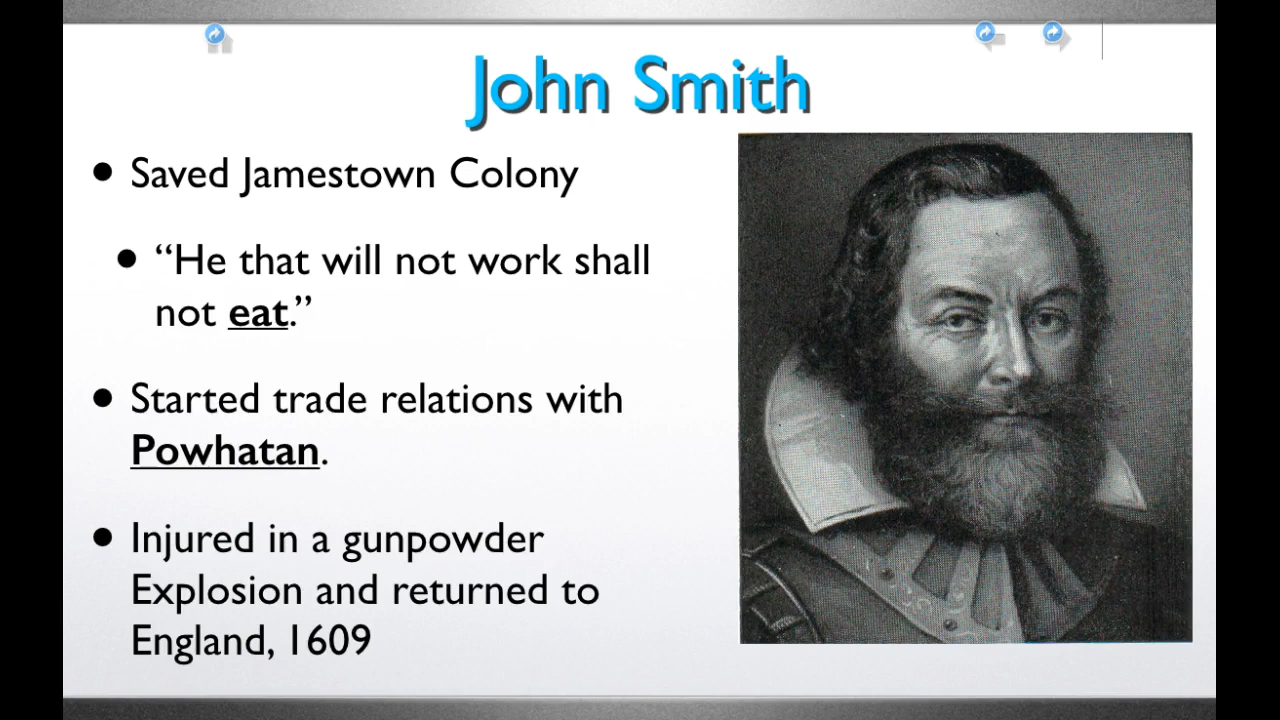 John Smith
• Saved Jamestown Colony
• “He that will not work shall
not eat.”
• Started trade relations with
Powhatan.
• Injured in a gunpowder
Explosion and returned to
England, 1609